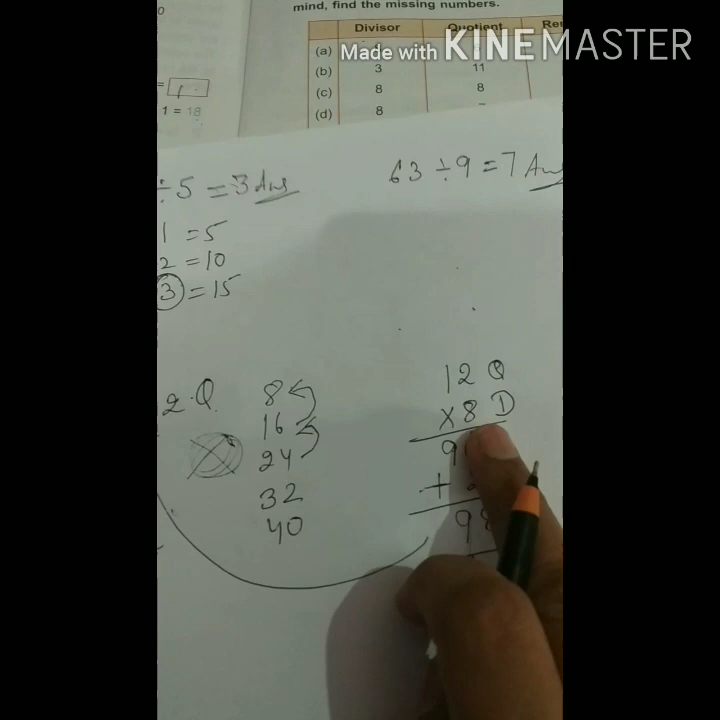 mind, find the missing numbers.
Divisor Quotient
(a)
Made with KINEMASTER
(b) 3 11
(c) 8 8
(d) 8
1 = 18
÷ 5 = 3 Ans
63 ÷ 9 = 7 Ans
1 = 5
2 = 10
3 = 15
2 Q.
8
16
24
32
40
12 Q
× 8 D
9
+
98